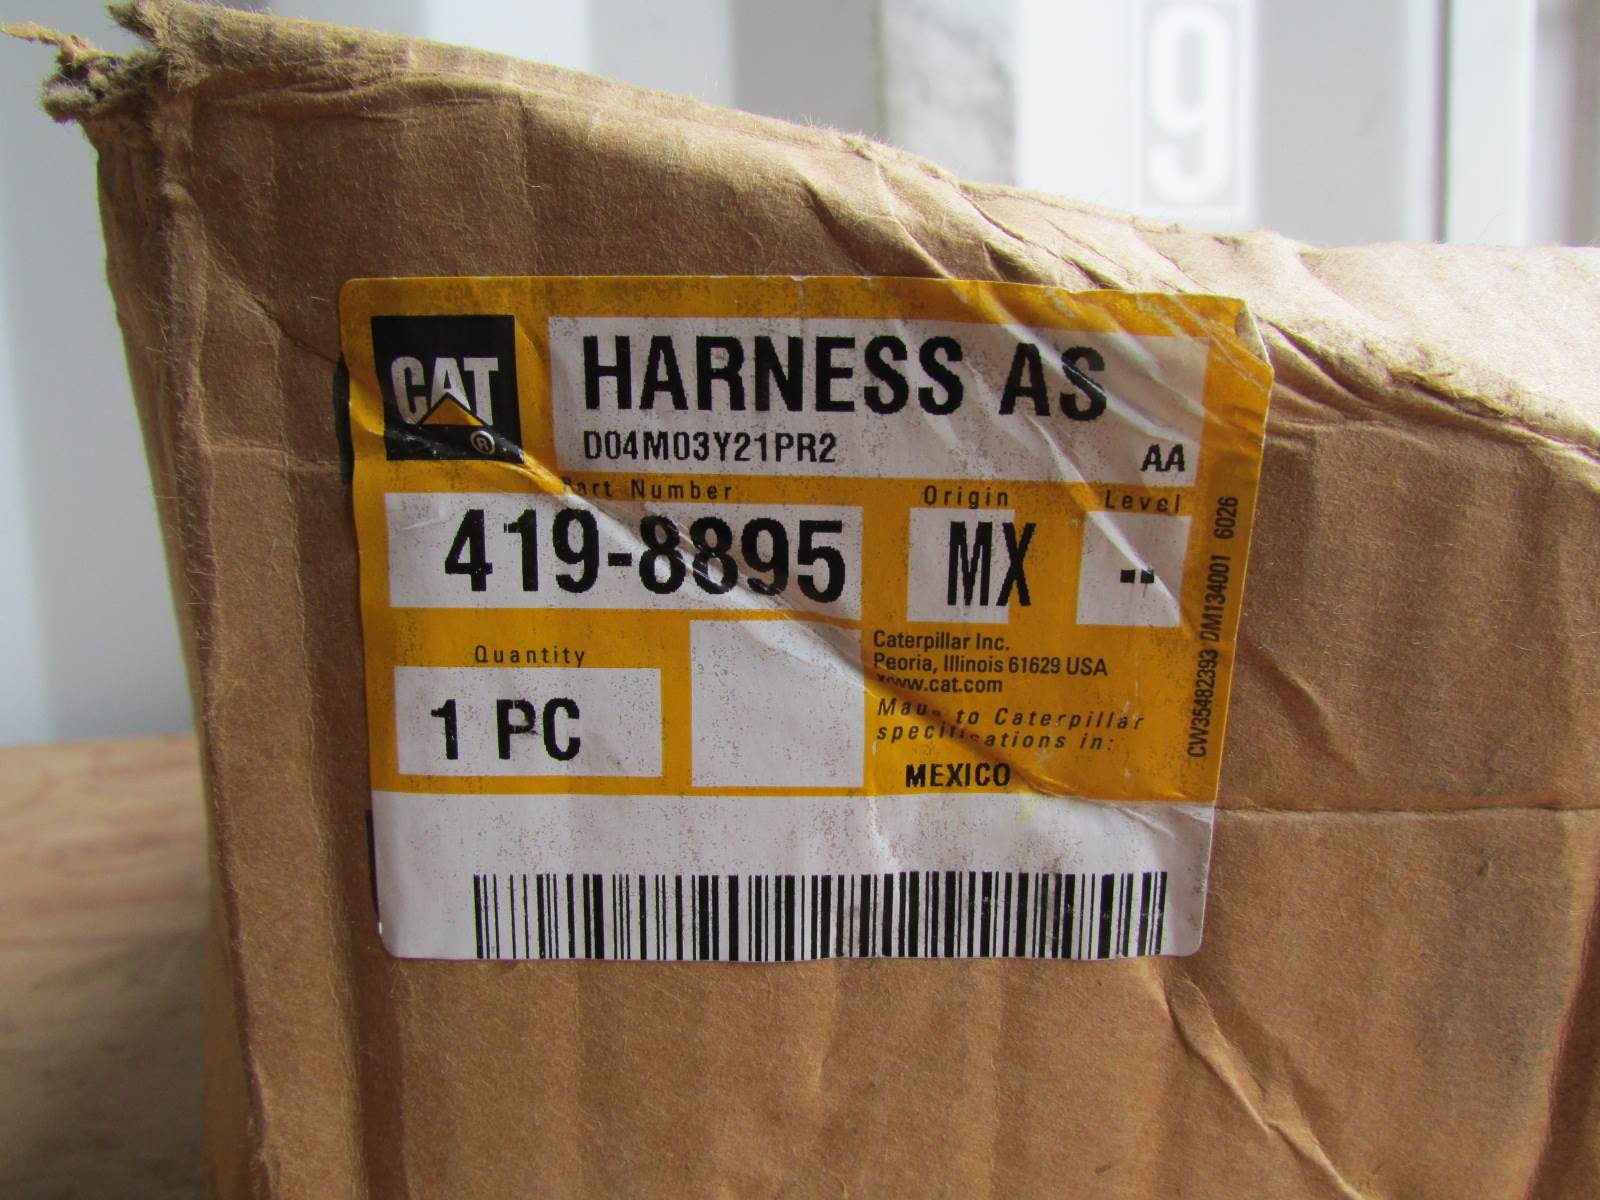 9
CAT
®
HARNESS AS
D04M03Y21PR2
AA
Part Number
Origin
Level
419-8895
MX
--
Quantity
1 PC
Caterpillar Inc.
Peoria, Illinois 61629 USA
www.cat.com
Made to Caterpillar
specifications in:
MEXICO
CW35482393 DM134001 6026